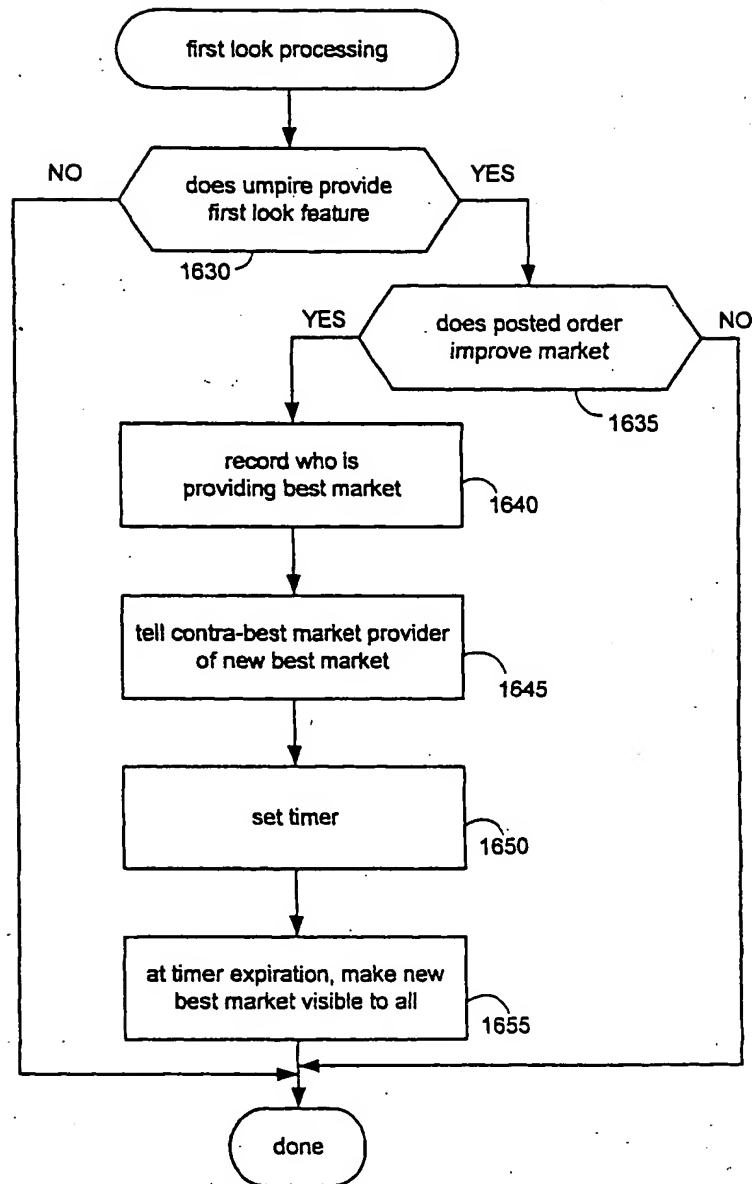 first look processing
NO
does umpire provide
first look feature
YES
1630
YES
does posted order
improve market
NO
1635
record who is
providing best market
1640
tell contra-best market provider
of new best market
1645
set timer
1650
at timer expiration, make new
best market visible to all
1655
done